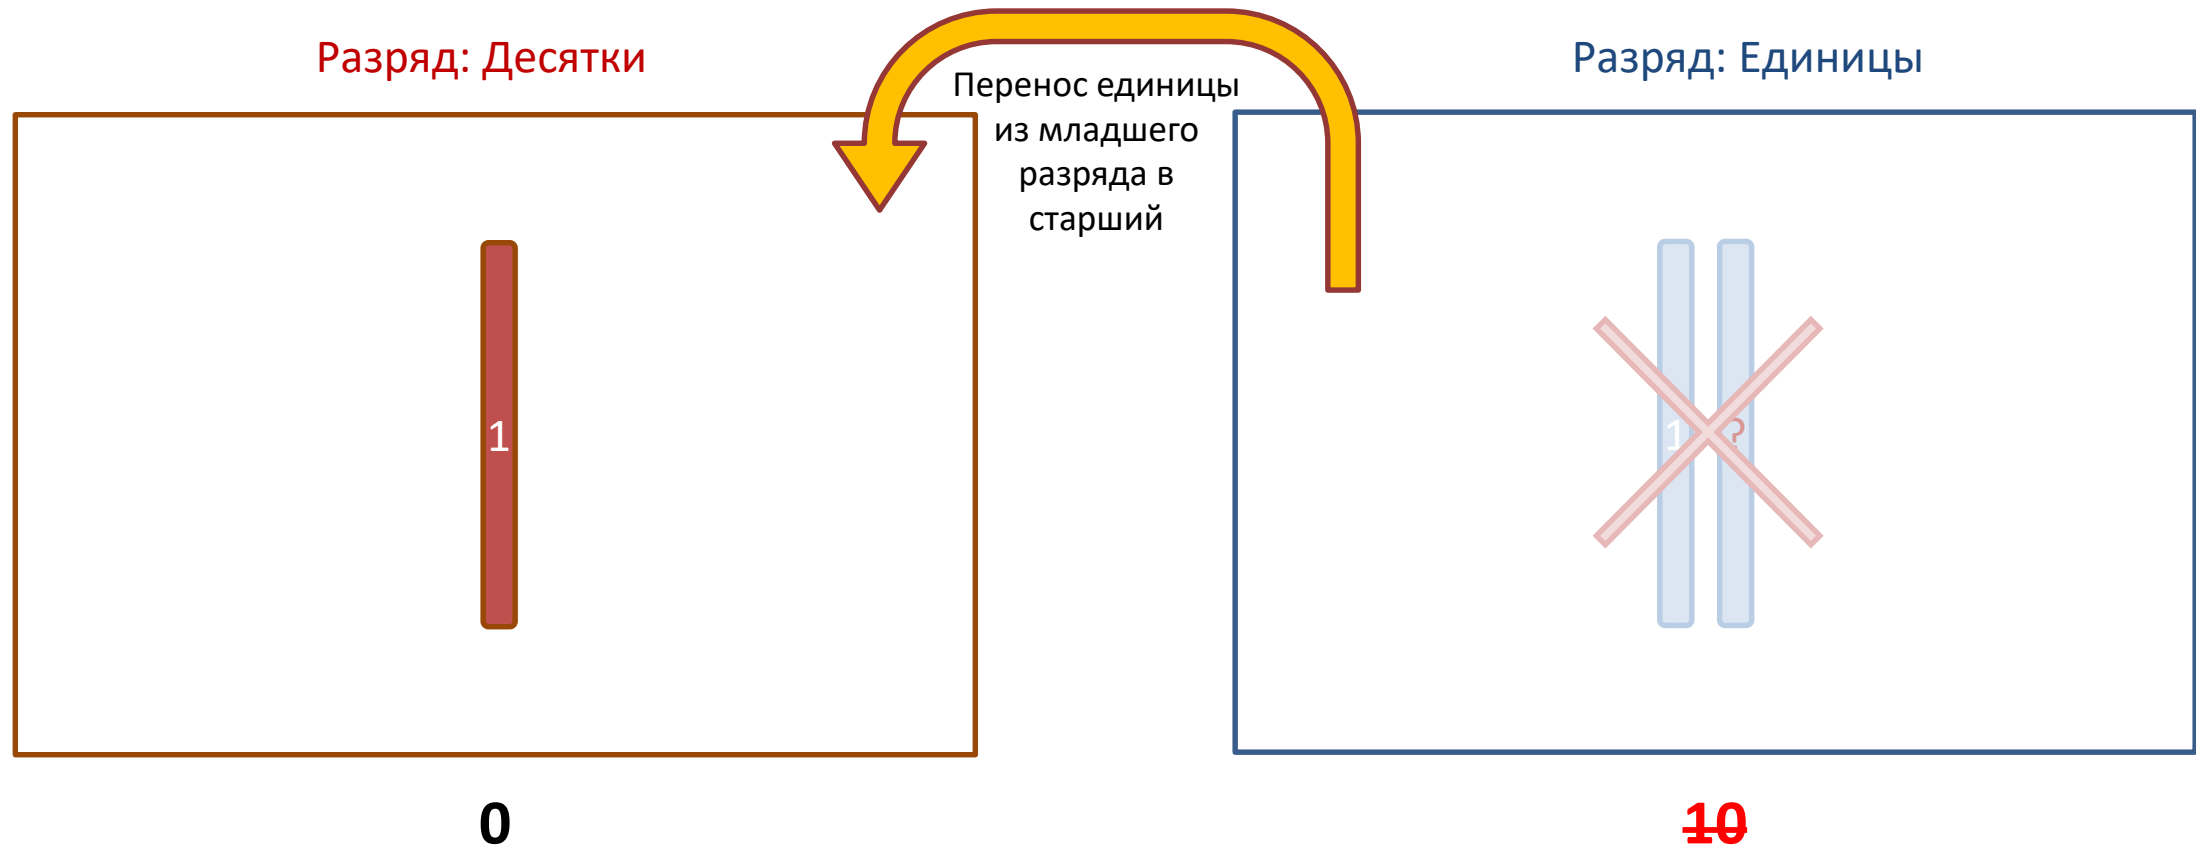 Разряд: Десятки
Перенос единицы
из младшего
разряда в
старший
Разряд: Единицы
1
1 ?
0
10